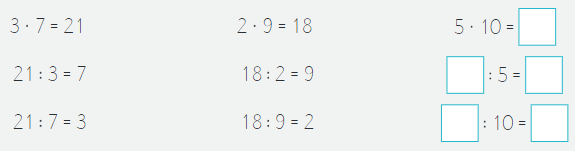 3 · 7 = 21
21 : 3 = 7
21 : 7 = 3
2 · 9 = 18
18 : 2 = 9
18 : 9 = 2
5 · 10 =
: 5 =
: 10 =